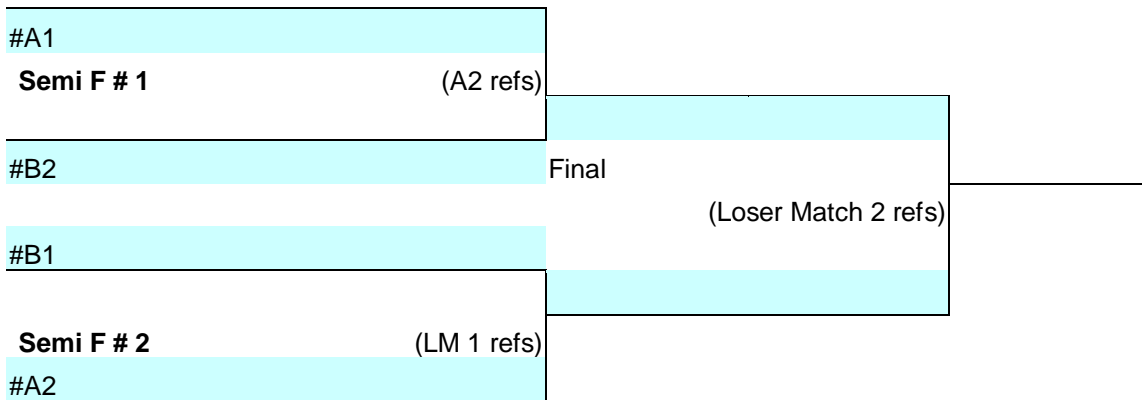 #A1
Semi F # 1 (A2 refs)
#B2 Final
(Loser Match 2 refs)
#B1
Semi F # 2 (LM 1 refs)
#A2